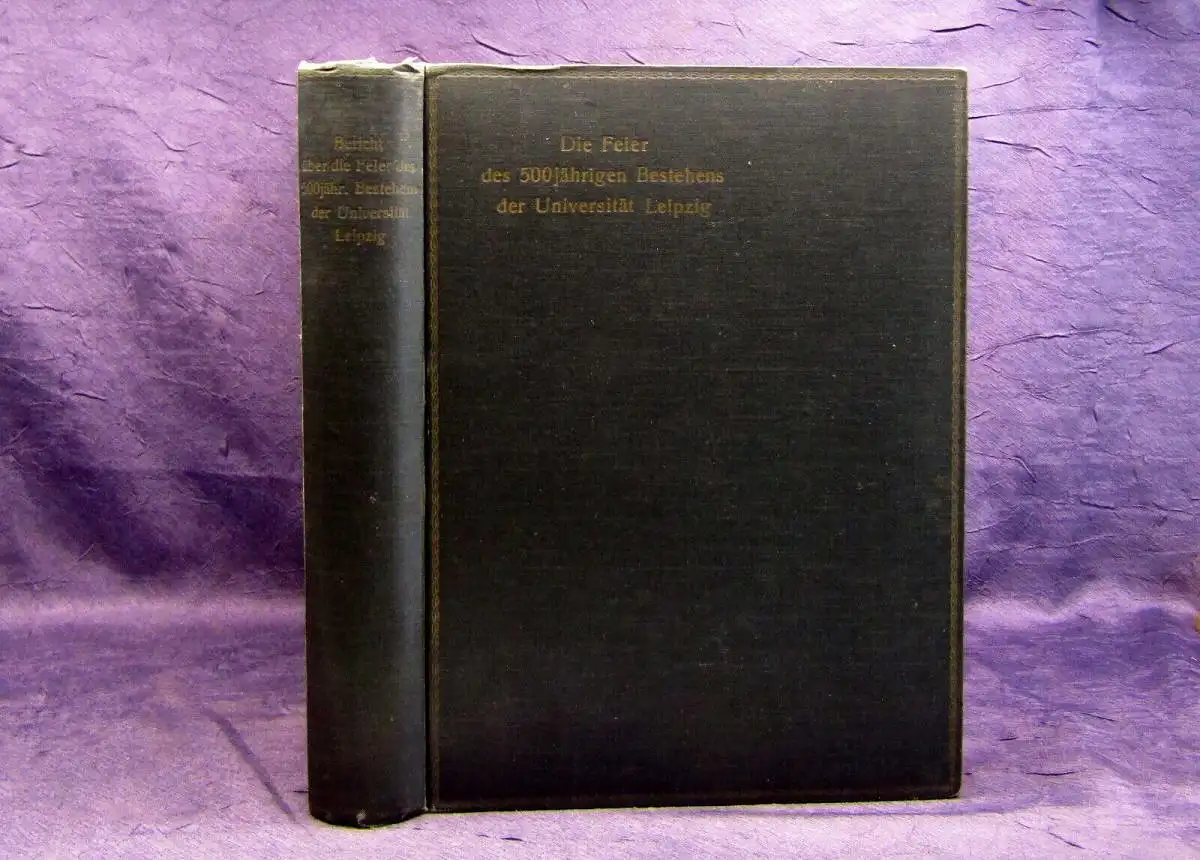 Bericht
über die Feier des
500jähr. Bestehens
der Universität
Leipzig
Die Feier
des 500jährigen Bestehens
der Universität Leipzig